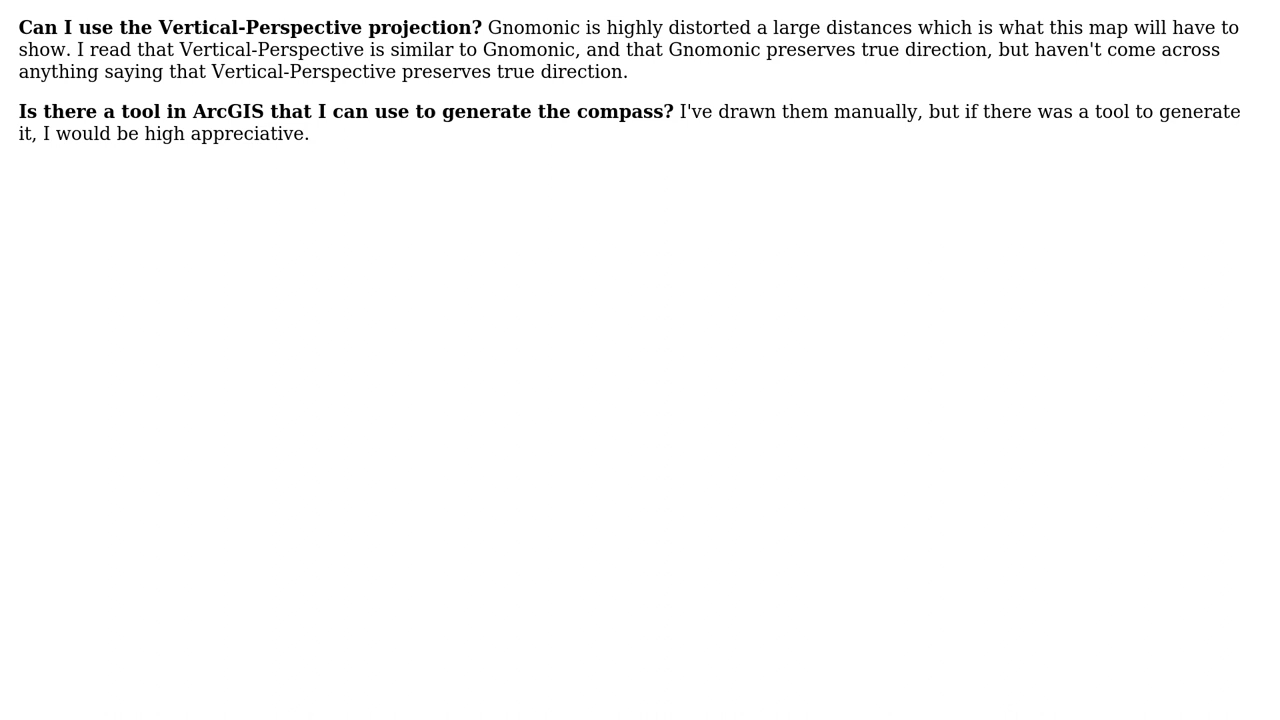 Can I use the Vertical-Perspective projection? Gnomonic is highly distorted a large distances which is what this map will have to
show. I read that Vertical-Perspective is similar to Gnomonic, and that Gnomonic preserves true direction, but haven't come across
anything saying that Vertical-Perspective preserves true direction.
Is there a tool in ArcGIS that I can use to generate the compass? I've drawn them manually, but if there was a tool to generate
it, I would be high appreciative.